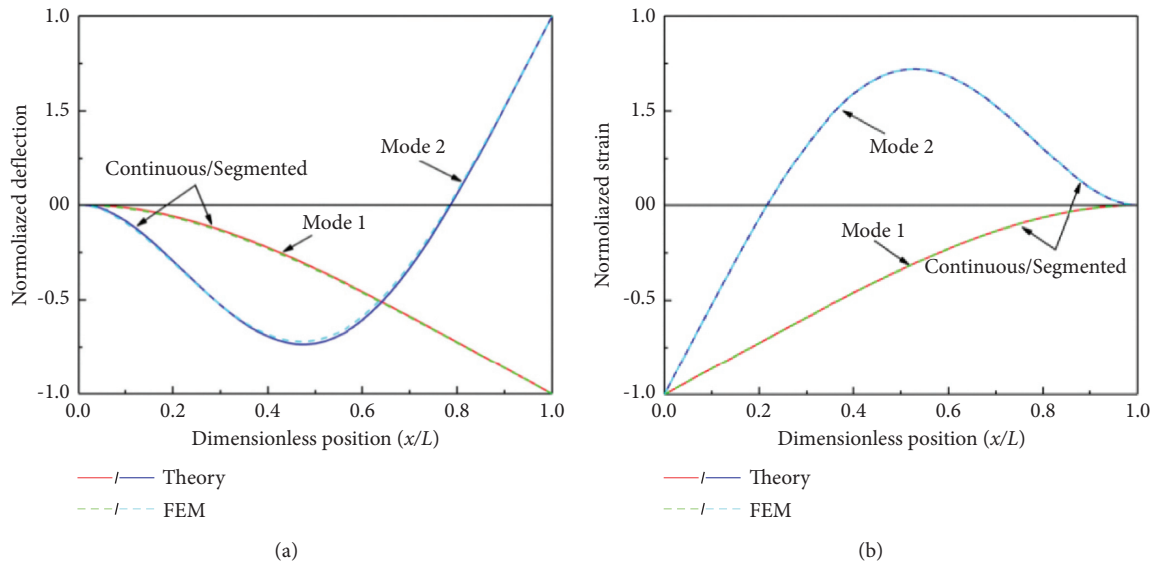 1.0
1.5
00
-0.5
-1.0
Normoliazed deflection
Continuous/Segmented
Mode 2
Mode 1
0.0 0.2 0.4 0.6 0.8 1.0
Dimensionless position (x/L)
/ Theory
/ FEM
(a)
1.0
1.5
00
-0.5
-1.0
Normoliazed strain
Mode 2
Mode 1
Continuous/Segmented
0.0 0.2 0.4 0.6 0.8 1.0
Dimensionless position (x/L)
/ Theory
/ FEM
(b)